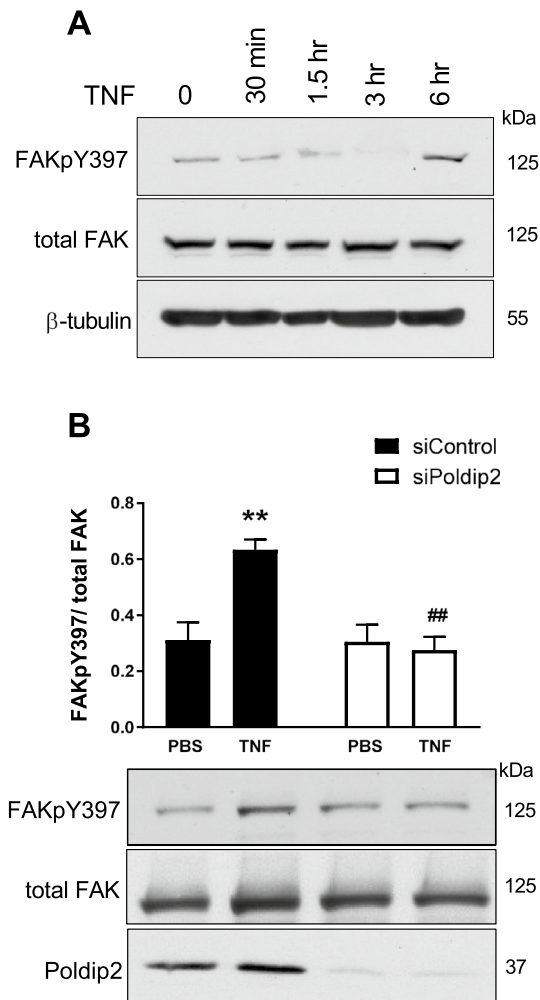 A
TNF 0 30 min 1.5 hr 3 hr 6 hr
kDa
FAKpY397 125
total FAK 125
β-tubulin 55
B
siControl
siPoldip2
FAKpY397/ total FAK
0.8
0.6
0.4
0.2
0.0
**
##
PBS TNF PBS TNF
kDa
FAKpY397 125
total FAK 125
Poldip2 37